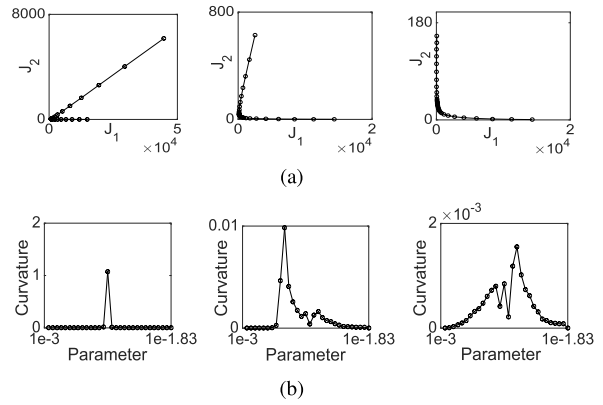 8000
J2
0
0
J1
5
×10^4
800
J2
0
0
J1
2
×10^4
180
J2
0
0
J1
2
×10^4
(a)
2
Curvature
1
0
1e-3
1e-1.83
Parameter
0.01
Curvature
0
1e-3
1e-1.83
Parameter
2 ×10^-3
Curvature
0
1e-3
1e-1.83
Parameter
(b)